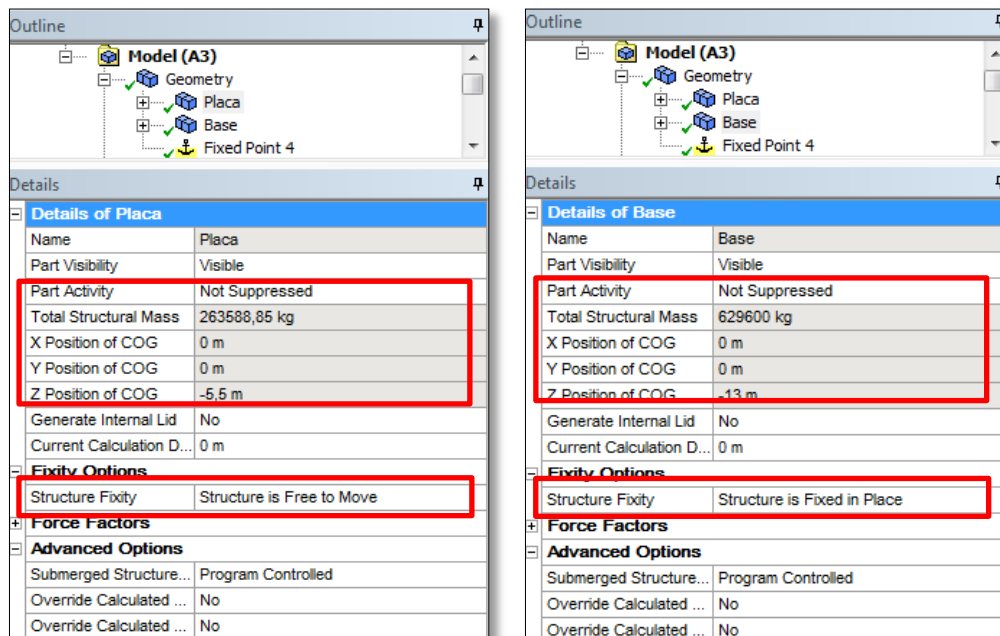 Outline
Model (A3)
Geometry
Placa
Base
Fixed Point 4
Details
Details of Placa
Name Placa
Part Visibility Visible
Part Activity Not Suppressed
Total Structural Mass 263588,85 kg
X Position of COG 0 m
Y Position of COG 0 m
Z Position of COG -5,5 m
Generate Internal Lid No
Current Calculation D... 0 m
Fixity Options
Structure Fixity Structure is Free to Move
Force Factors
Advanced Options
Submerged Structure... Program Controlled
Override Calculated ... No
Override Calculated ... No
Outline
Model (A3)
Geometry
Placa
Base
Fixed Point 4
Details
Details of Base
Name Base
Part Visibility Visible
Part Activity Not Suppressed
Total Structural Mass 629600 kg
X Position of COG 0 m
Y Position of COG 0 m
Z Position of COG -13 m
Generate Internal Lid No
Current Calculation D... 0 m
Fixity Options
Structure Fixity Structure is Fixed in Place
Force Factors
Advanced Options
Submerged Structure... Program Controlled
Override Calculated ... No
Override Calculated ... No